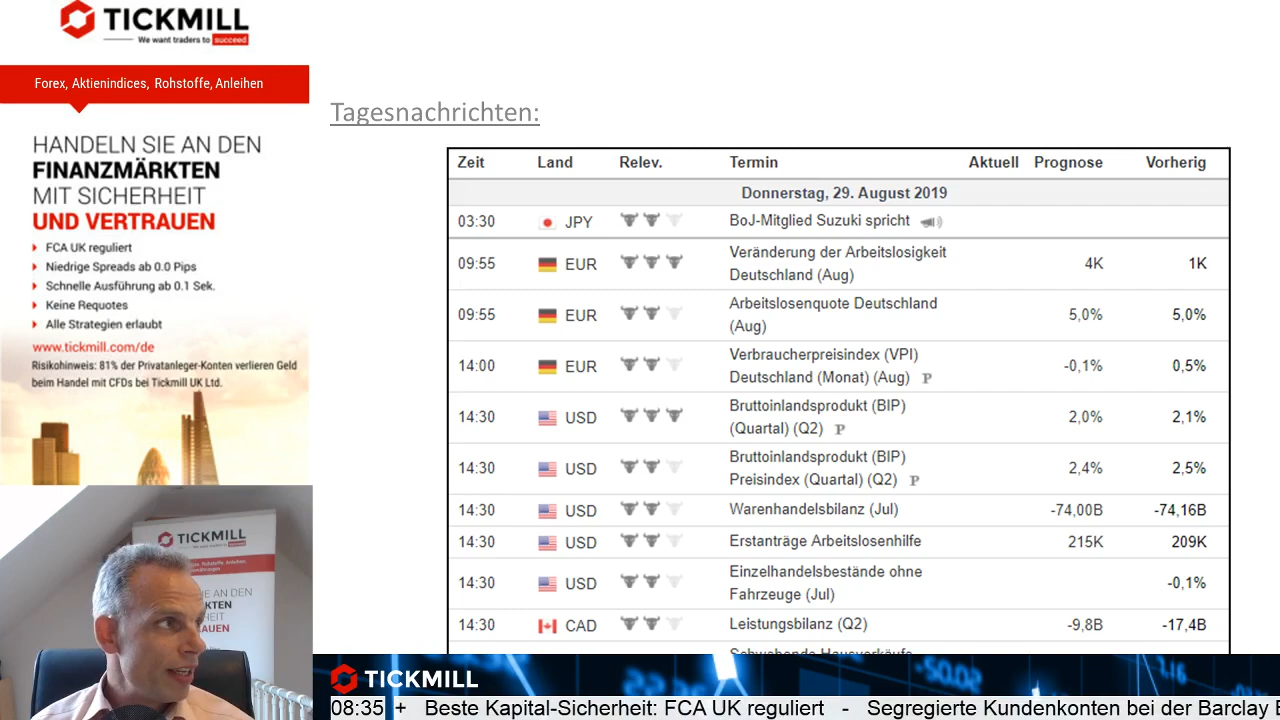 TICKMILL
We want traders to succeed
Forex, Aktienindices, Rohstoffe, Anleihen
HANDELN SIE AN DEN
FINANZMÄRKTEN
MIT SICHERHEIT
UND VERTRAUEN
FCA UK reguliert
Niedrige Spreads ab 0.0 Pips
Schnelle Ausführung ab 0.1 Sek.
Keine Requotes
Alle Strategien erlaubt
www.tickmill.com/de
Risikohinweis: 81% der Privatanleger-Konten verlieren Geld
beim Handel mit CFDs bei Tickmill UK Ltd.
Tagesnachrichten:
Zeit Land Relev. Termin Aktuell Prognose Vorherig
Donnerstag, 29. August 2019
03:30 JPY BoJ-Mitglied Suzuki spricht
09:55 EUR Veränderung der Arbeitslosigkeit 4K 1K
Deutschland (Aug)
09:55 EUR Arbeitslosenquote Deutschland 5,0% 5,0%
(Aug)
14:00 EUR Verbraucherpreisindex (VPI) -0,1% 0,5%
Deutschland (Monat) (Aug) P
14:30 USD Bruttoinlandsprodukt (BIP) 2,0% 2,1%
(Quartal) (Q2) P
14:30 USD Bruttoinlandsprodukt (BIP) 2,4% 2,5%
Preisindex (Quartal) (Q2) P
14:30 USD Warenhandelsbilanz (Jul) -74,00B -74,16B
14:30 USD Erstanträge Arbeitslosenhilfe 215K 209K
14:30 USD Einzelhandelsbestände ohne -0,1%
Fahrzeuge (Jul)
14:30 CAD Leistungsbilanz (Q2) -9,8B -17,4B
TICKMILL
We want traders to succeed
TICKMILL
08:35 + Beste Kapital-Sicherheit: FCA UK reguliert - Segregierte Kundenkonten bei der Barclay